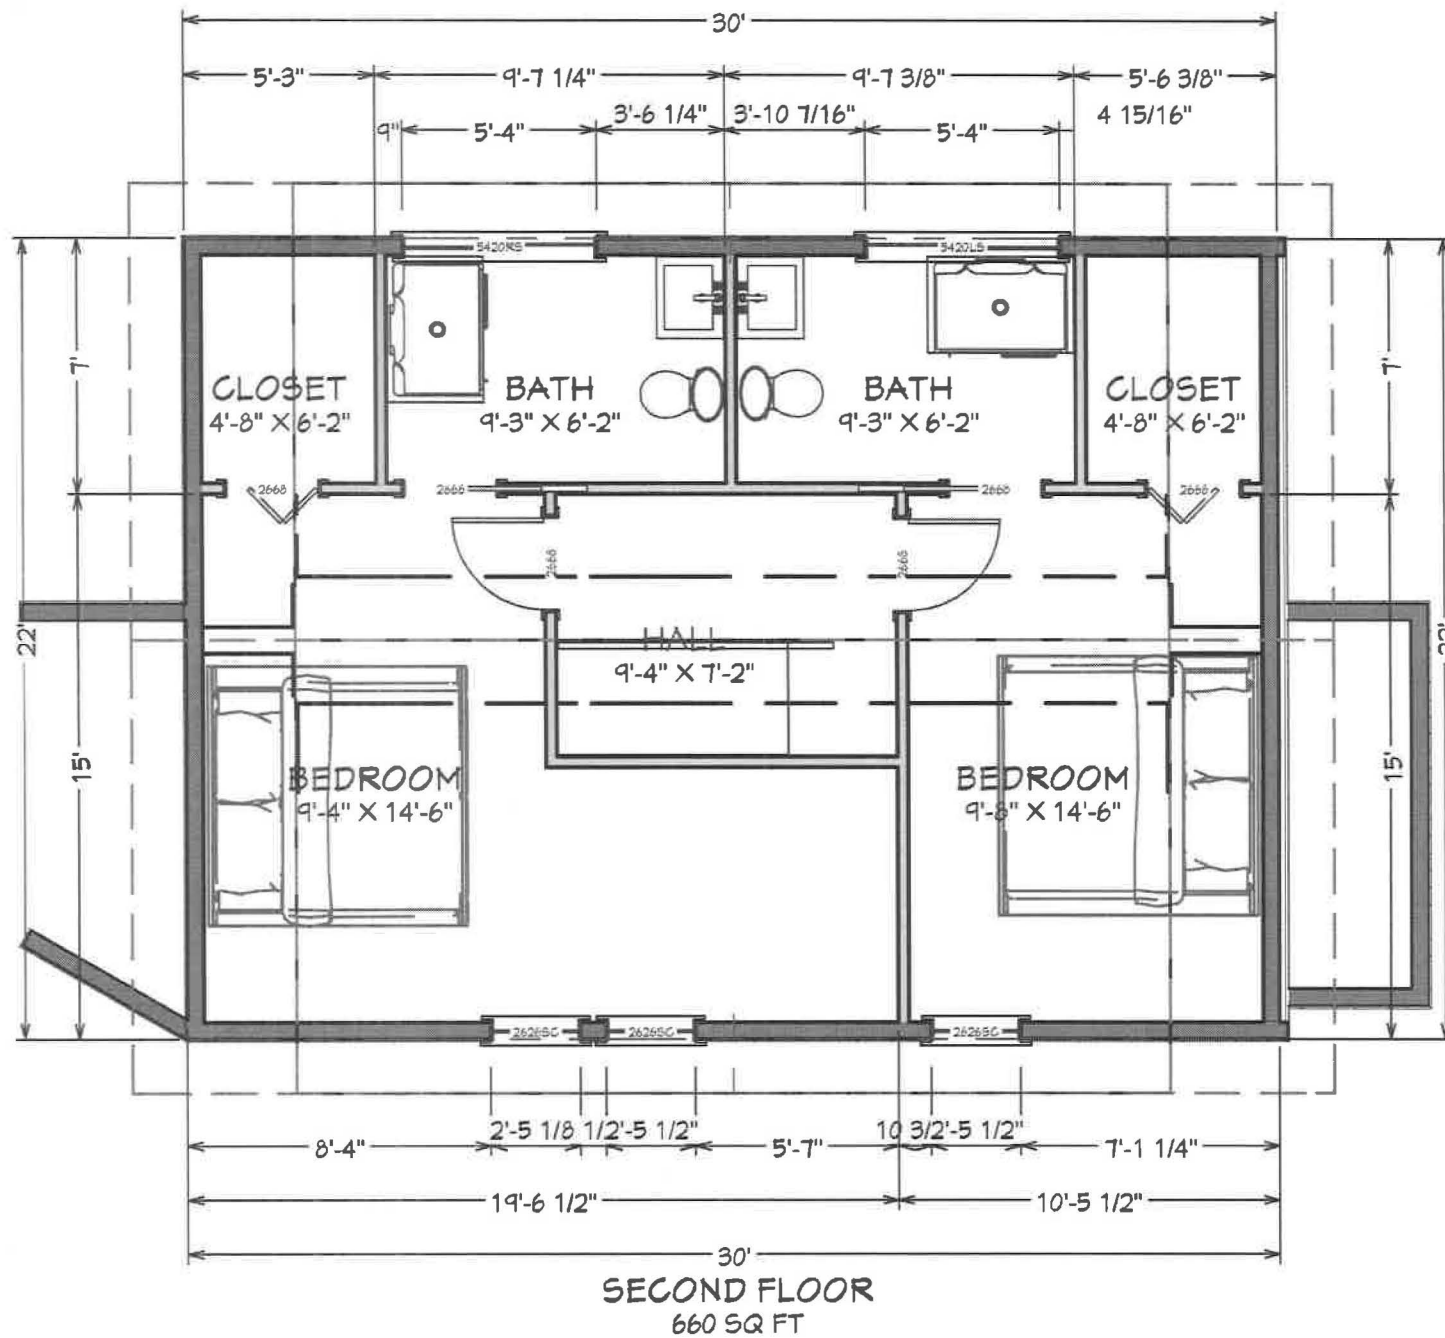 30'
5'-3" 9'-7 1/4" 9'-7 3/8" 5'-6 3/8"
9" 5'-4" 3'-6 1/4" 3'-10 7/16" 5'-4" 4 15/16"
5420RS 5420LS
7' 7'
CLOSET BATH BATH CLOSET
4'-8" X 6'-2" 9'-3" X 6'-2" 9'-3" X 6'-2" 4'-8" X 6'-2"
2668 2668 2668 2668
2668 2668
22' HALL 22'
9'-4" X 7'-2"
15' BEDROOM BEDROOM 15'
9'-4" X 14'-6" 9'-8" X 14'-6"
2626SC 2626SC 2626SC
8'-4" 2'-5 1/8 1/2'-5 1/2" 5'-7" 10 3/2'-5 1/2" 7'-1 1/4"
19'-6 1/2" 10'-5 1/2"
30'
SECOND FLOOR
660 SQ FT